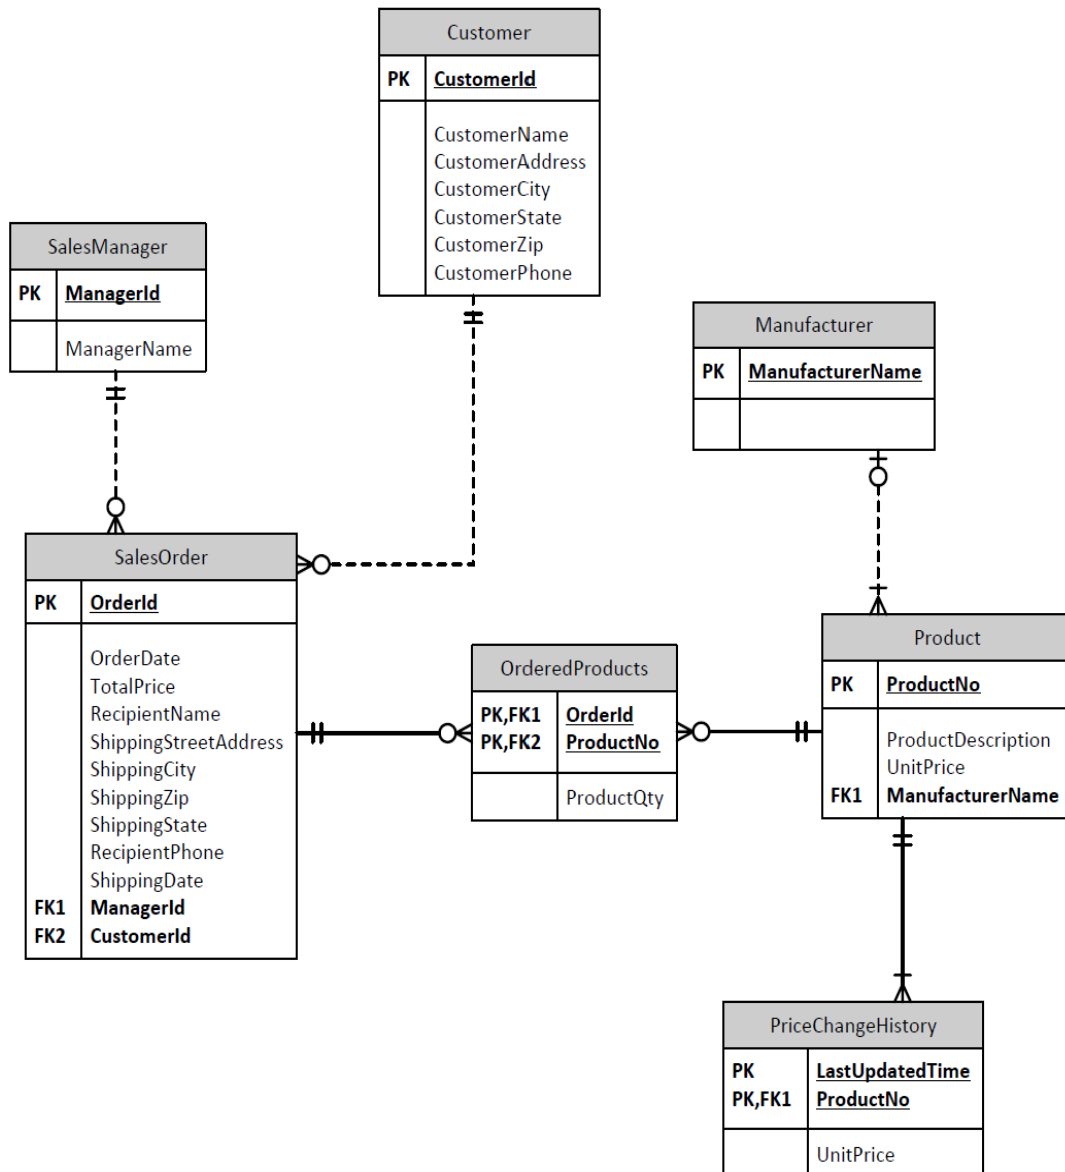 Customer
PK CustomerId
CustomerName
CustomerAddress
CustomerCity
CustomerState
CustomerZip
CustomerPhone
SalesManager
PK ManagerId
ManagerName
Manufacturer
PK ManufacturerName
SalesOrder
PK OrderId
OrderDate
TotalPrice
RecipientName
ShippingStreetAddress
ShippingCity
ShippingZip
ShippingState
RecipientPhone
ShippingDate
FK1 ManagerId
FK2 CustomerId
OrderedProducts
PK,FK1 OrderId
PK,FK2 ProductNo
ProductQty
Product
PK ProductNo
ProductDescription
UnitPrice
FK1 ManufacturerName
PriceChangeHistory
PK LastUpdatedTime
PK,FK1 ProductNo
UnitPrice